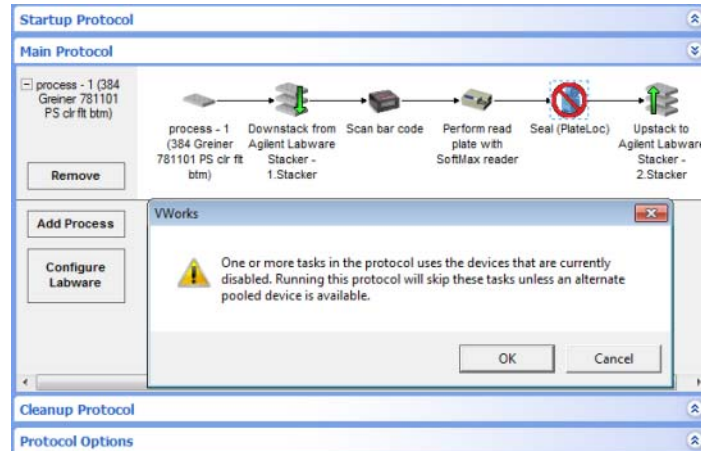 Startup Protocol
Main Protocol
process - 1 (384
Greiner 781101
PS clr flt btm)
Remove
process - 1
(384 Greiner
781101 PS clr flt
btm)
Downstack from
Agilent Labware
Stacker -
1.Stacker
Scan bar code
Perform read
plate with
SoftMax reader
Seal (PlateLoc)
Upstack to
Agilent Labware
Stacker -
2.Stacker
Add Process
Configure
Labware
VWorks
One or more tasks in the protocol uses the devices that are currently
disabled. Running this protocol will skip these tasks unless an alternate
pooled device is available.
OK
Cancel
Cleanup Protocol
Protocol Options